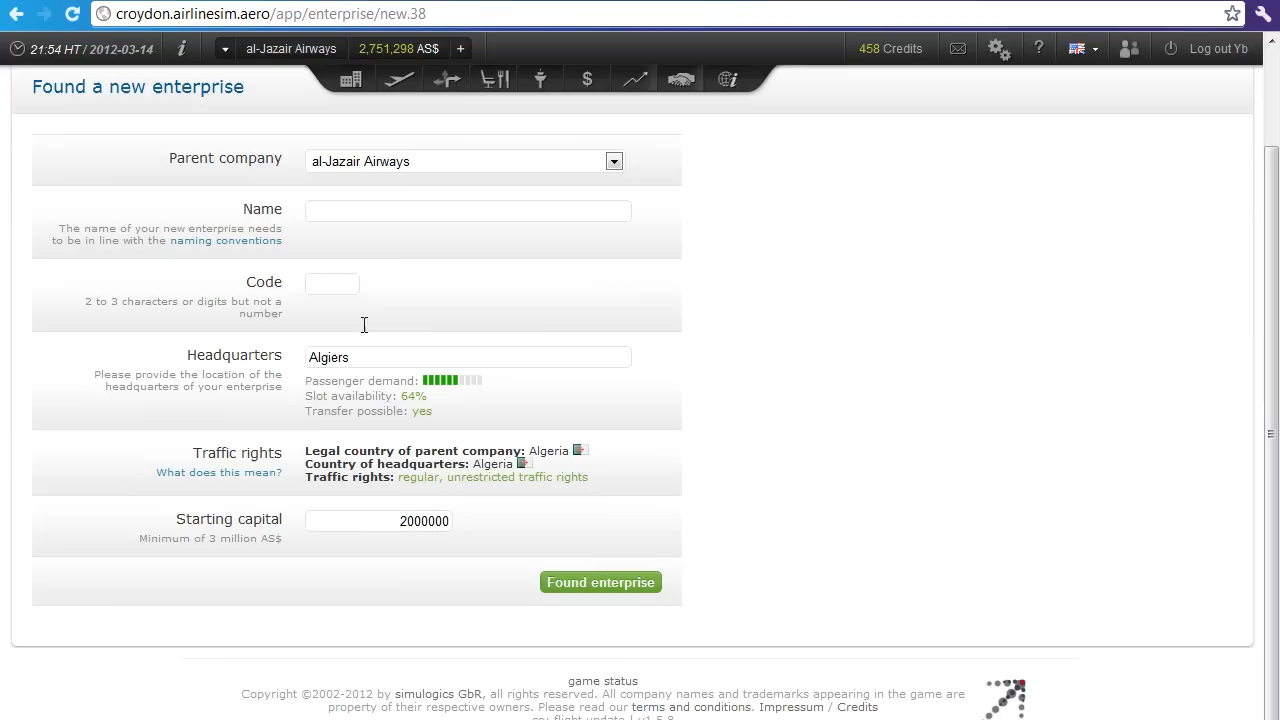 croydon.airlinesim.aero/app/enterprise/new.38
21:54 HT / 2012-03-14
al-Jazair Airways
2,751,298 AS$
+
458 Credits
?
Log out Yb
Found a new enterprise
Parent company
al-Jazair Airways
Name
The name of your new enterprise needs
to be in line with the naming conventions
Code
2 to 3 characters or digits but not a
number
Headquarters
Please provide the location of the
headquarters of your enterprise
Algiers
Passenger demand:
Slot availability: 64%
Transfer possible: yes
Traffic rights
What does this mean?
Legal country of parent company: Algeria
Country of headquarters: Algeria
Traffic rights: regular, unrestricted traffic rights
Starting capital
Minimum of 3 million AS$
2000000
Found enterprise
game status
Copyright ©2002-2012 by simulogics GbR, all rights reserved. All company names and trademarks appearing in the game are
property of their respective owners. Please read our terms and conditions. Impressum / Credits